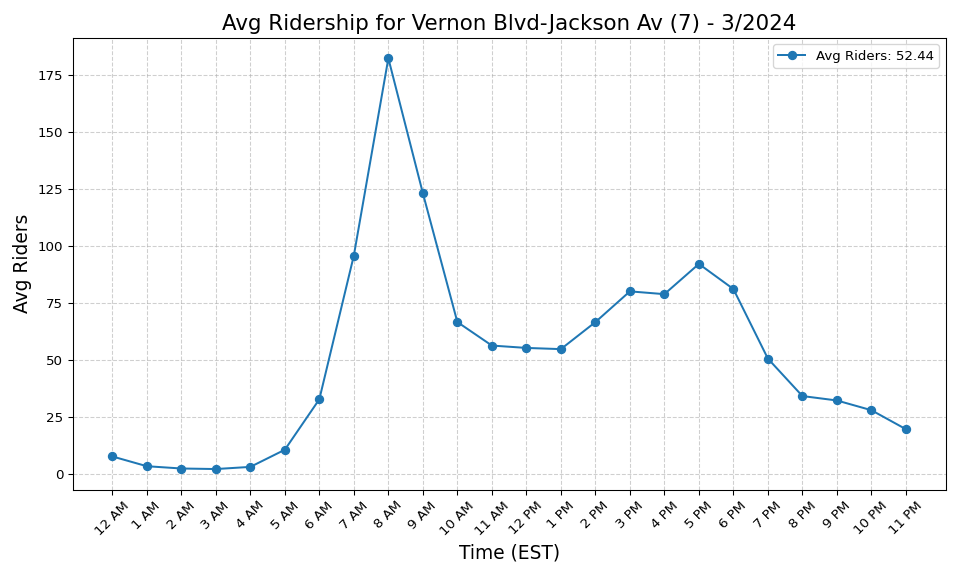 Avg Ridership for Vernon Blvd-Jackson Av (7) - 3/2024
Avg Riders: 52.44
Avg Riders
175
150
125
100
75
50
25
0
12 AM
1 AM
2 AM
3 AM
4 AM
5 AM
6 AM
7 AM
8 AM
9 AM
10 AM
11 AM
12 PM
1 PM
2 PM
3 PM
4 PM
5 PM
6 PM
7 PM
8 PM
9 PM
10 PM
11 PM
Time (EST)